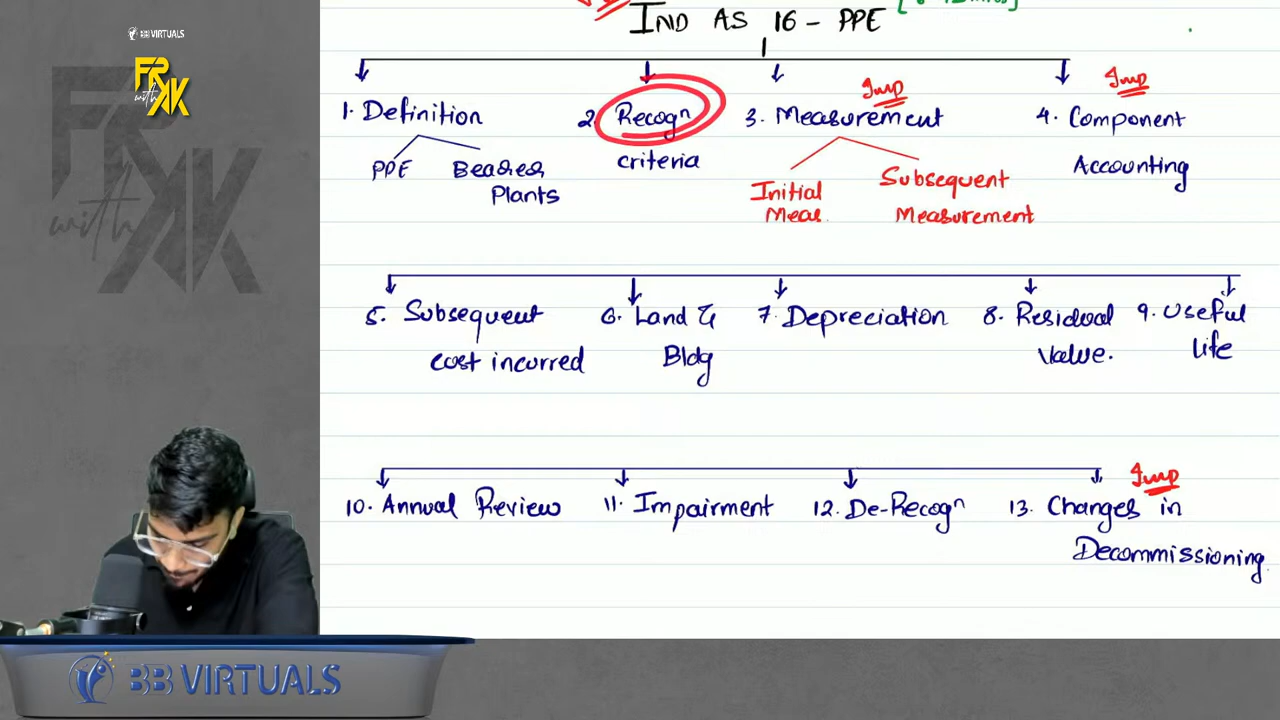 BB VIRTUALS
FR
with
KK
IND AS 16 - PPE
1. Definition
PPE
Bearer
Plants
2. Recogn
criteria
3. Measurement
Imp
Initial
Meas.
Subsequent
Measurement
4. Component
Accounting
Imp
5. Subsequent
cost incurred
6. Land &
Bldg
7. Depreciation
8. Residual
Value.
9. Useful
life
10. Annual Review
11. Impairment
12. De-Recogn
13. Changes in
Decommissioning
Imp
BB VIRTUALS